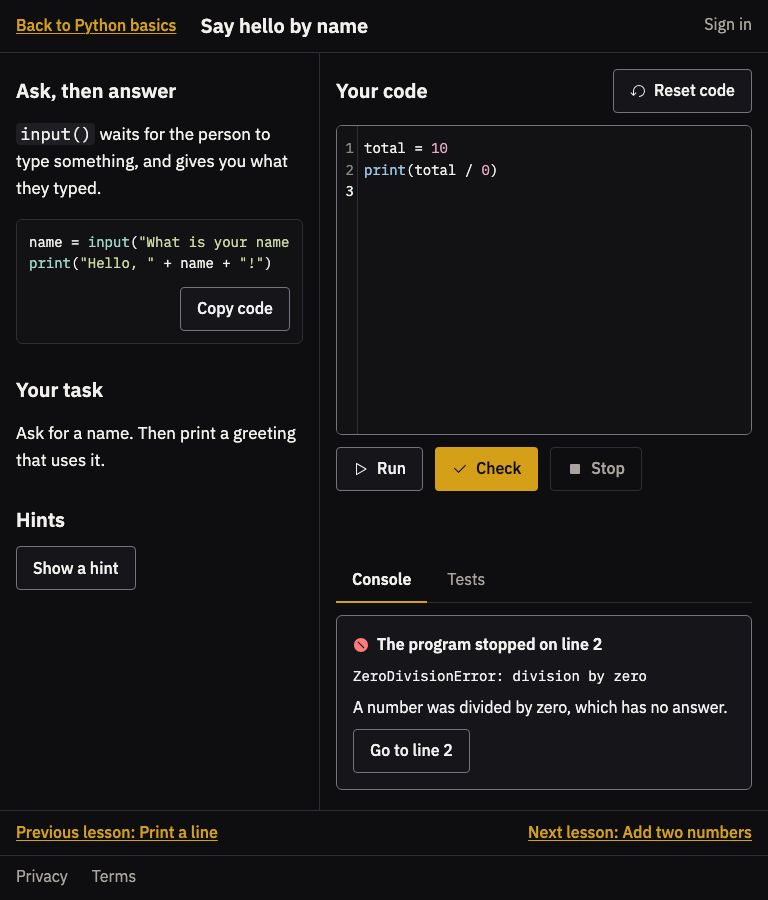 Back to Python basics
Say hello by name
Sign in
Ask, then answer
input() waits for the person to
type something, and gives you what
they typed.
name = input("What is your name
print("Hello, " + name + "!")
Copy code
Your task
Ask for a name. Then print a greeting
that uses it.
Hints
Show a hint
Your code
Reset code
1 total = 10
2 print(total / 0)
3
Run
Check
Stop
Console
Tests
The program stopped on line 2
ZeroDivisionError: division by zero
A number was divided by zero, which has no answer.
Go to line 2
Previous lesson: Print a line
Next lesson: Add two numbers
Privacy
Terms